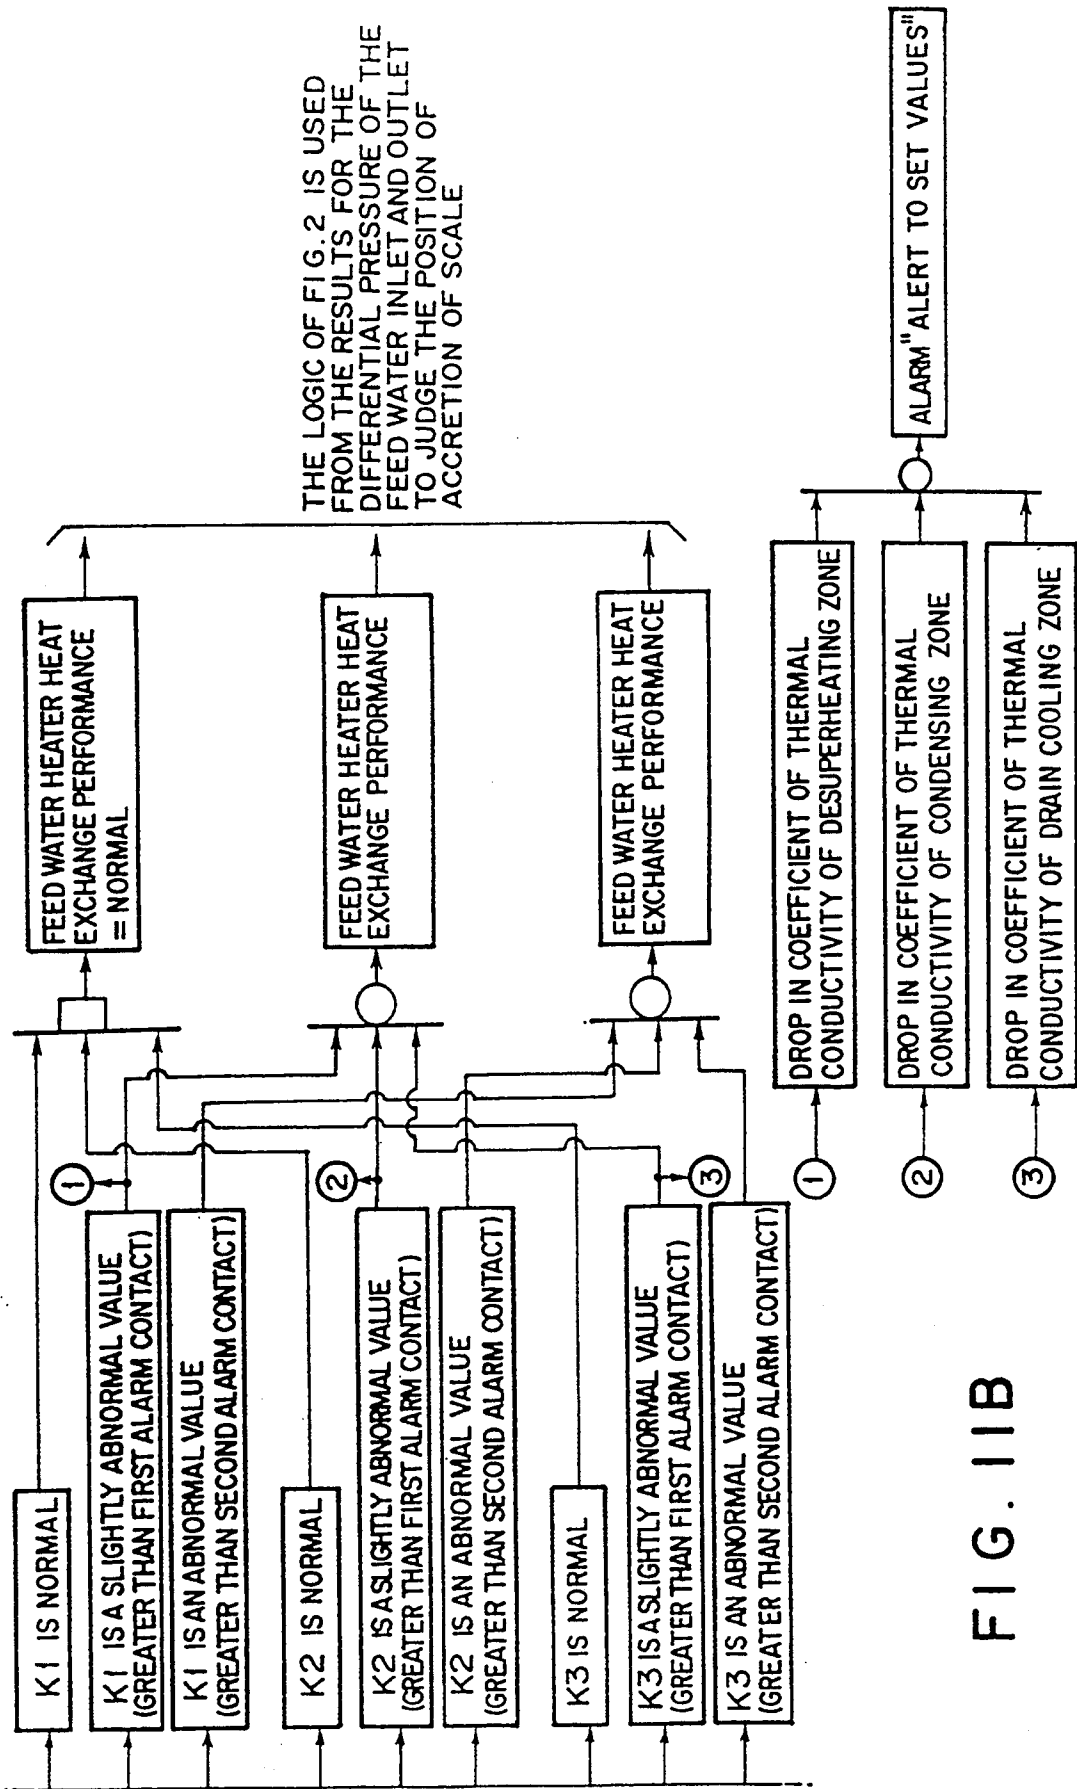 K1 IS NORMAL
K1 IS A SLIGHTLY ABNORMAL VALUE
(GREATER THAN FIRST ALARM CONTACT)
K1 IS AN ABNORMAL VALUE
(GREATER THAN SECOND ALARM CONTACT)
K2 IS NORMAL
K2 IS A SLIGHTLY ABNORMAL VALUE
(GREATER THAN FIRST ALARM CONTACT)
K2 IS AN ABNORMAL VALUE
(GREATER THAN SECOND ALARM CONTACT)
K3 IS NORMAL
K3 IS A SLIGHTLY ABNORMAL VALUE
(GREATER THAN FIRST ALARM CONTACT)
K3 IS AN ABNORMAL VALUE
(GREATER THAN SECOND ALARM CONTACT)
1
2
3
FEED WATER HEATER HEAT
EXCHANGE PERFORMANCE
= NORMAL
FEED WATER HEATER HEAT
EXCHANGE PERFORMANCE
FEED WATER HEATER HEAT
EXCHANGE PERFORMANCE
THE LOGIC OF FIG. 2 IS USED
FROM THE RESULTS FOR THE
DIFFERENTIAL PRESSURE OF THE
FEED WATER INLET AND OUTLET
TO JUDGE THE POSITION OF
ACCRETION OF SCALE
1
DROP IN COEFFICIENT OF THERMAL
CONDUCTIVITY OF DESUPERHEATING ZONE
2
DROP IN COEFFICIENT OF THERMAL
CONDUCTIVITY OF CONDENSING ZONE
3
DROP IN COEFFICIENT OF THERMAL
CONDUCTIVITY OF DRAIN COOLING ZONE
ALARM "ALERT TO SET VALUES"
FIG. 11B